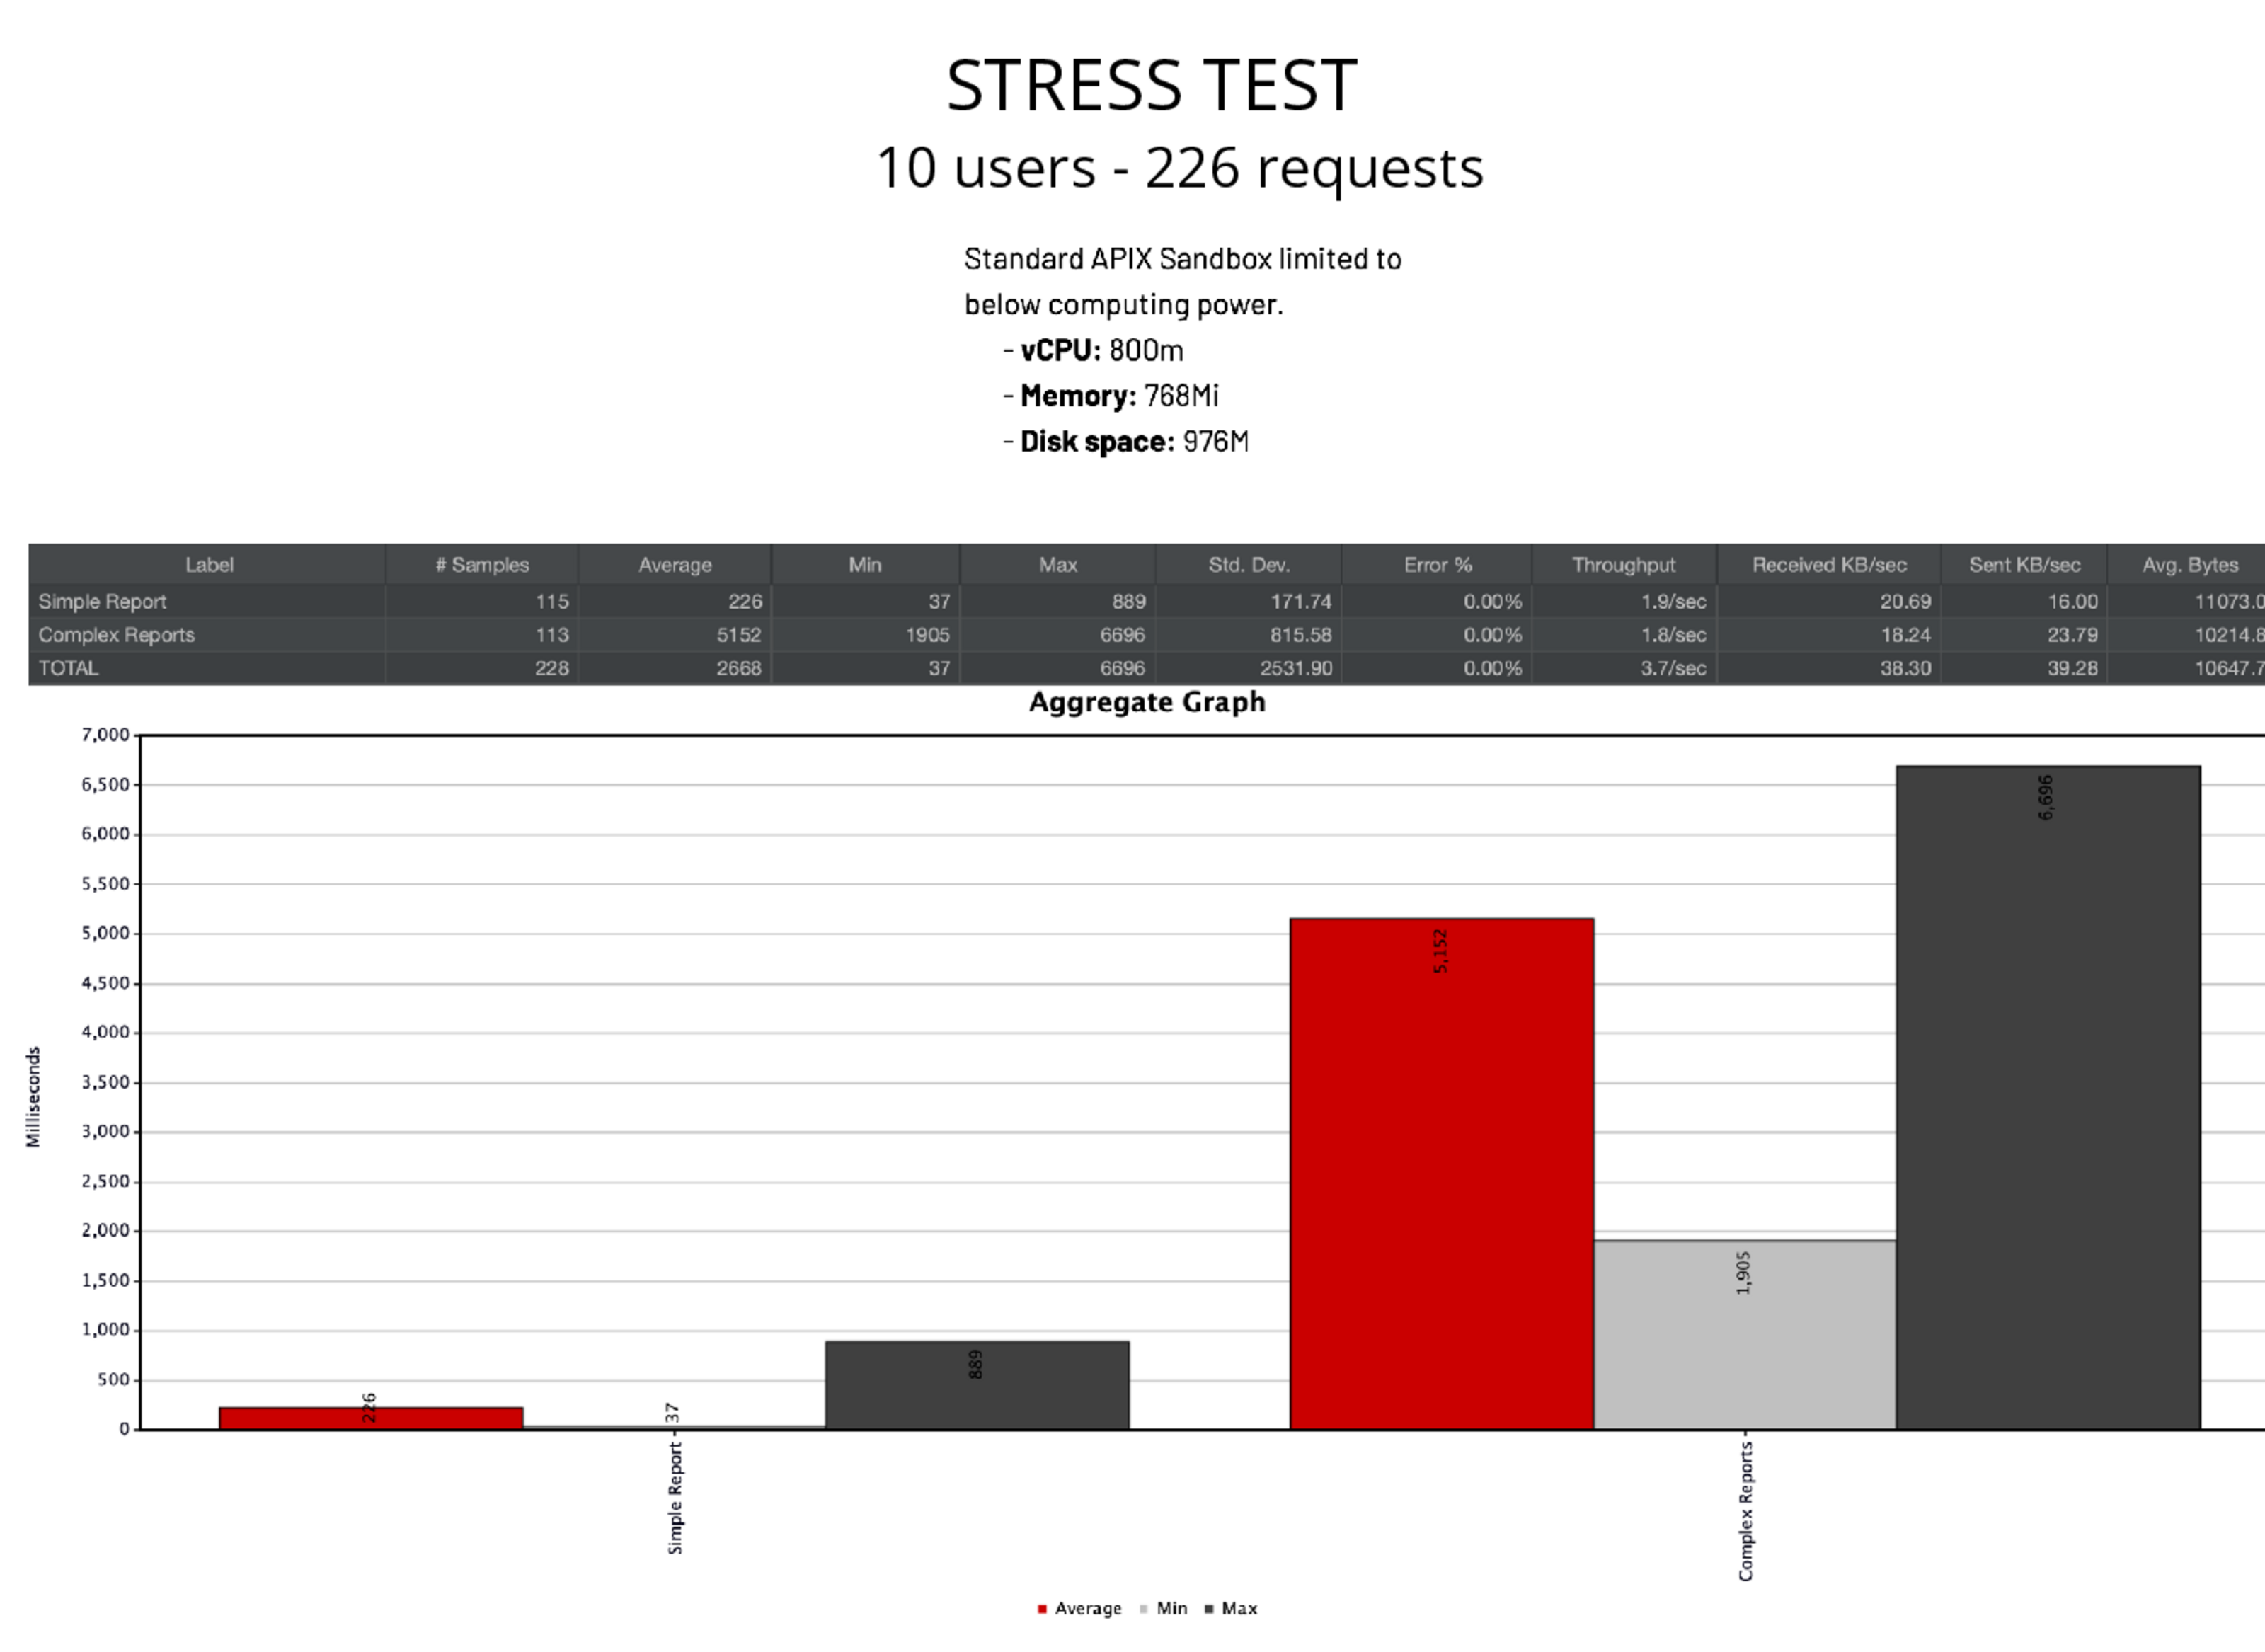 STRESS TEST
10 users - 226 requests
Standard APIX Sandbox limited to
below computing power.
- vCPU: 800m
- Memory: 768Mi
- Disk space: 976M
Label # Samples Average Min Max Std. Dev. Error % Throughput Received KB/sec Sent KB/sec Avg. Bytes
Simple Report 115 226 37 889 171.74 0.00% 1.9/sec 20.69 16.00 11073.0
Complex Reports 113 5152 1905 6696 815.58 0.00% 1.8/sec 18.24 23.79 10214.8
TOTAL 228 2668 37 6696 2531.90 0.00% 3.7/sec 38.30 39.28 10647.7
Aggregate Graph
7,000
6,500
6,000
5,500
5,000
4,500
4,000
3,500
3,000
2,500
2,000
1,500
1,000
500
0
Milliseconds
226
37
889
5,152
1,905
6,696
Simple Report
Complex Reports
Average Min Max